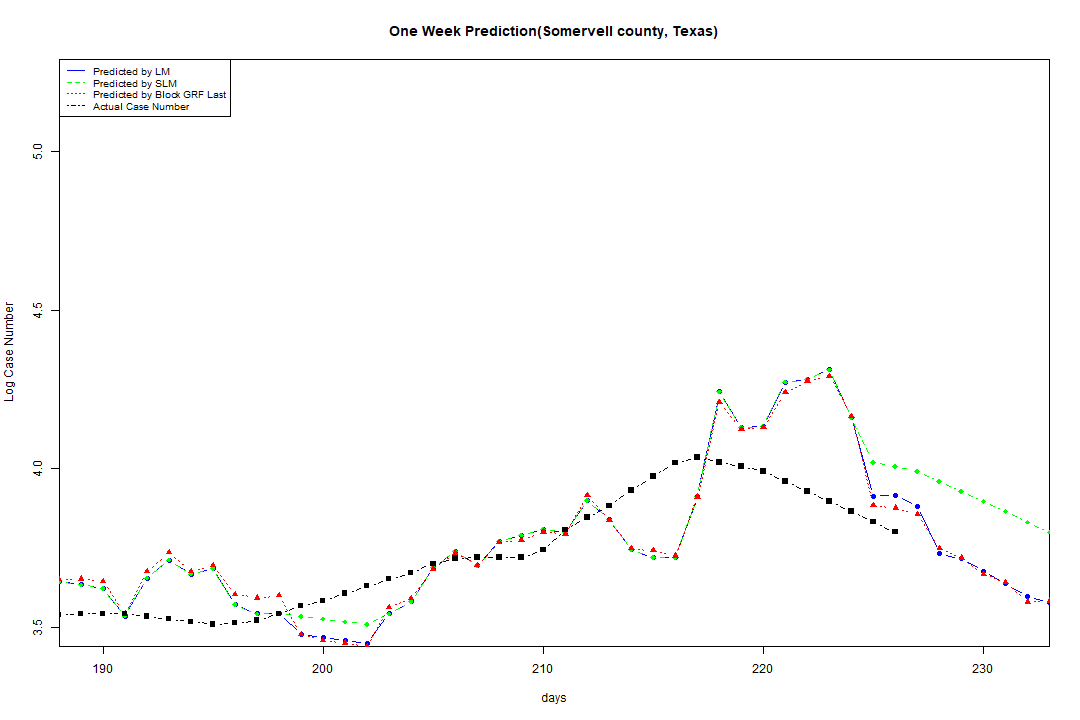 One Week Prediction(Somervell county, Texas)
Predicted by LM
Predicted by SLM
Predicted by Block GRF Last
Actual Case Number
5.0
4.5
4.0
3.5
Log Case Number
190 200 210 220 230
days